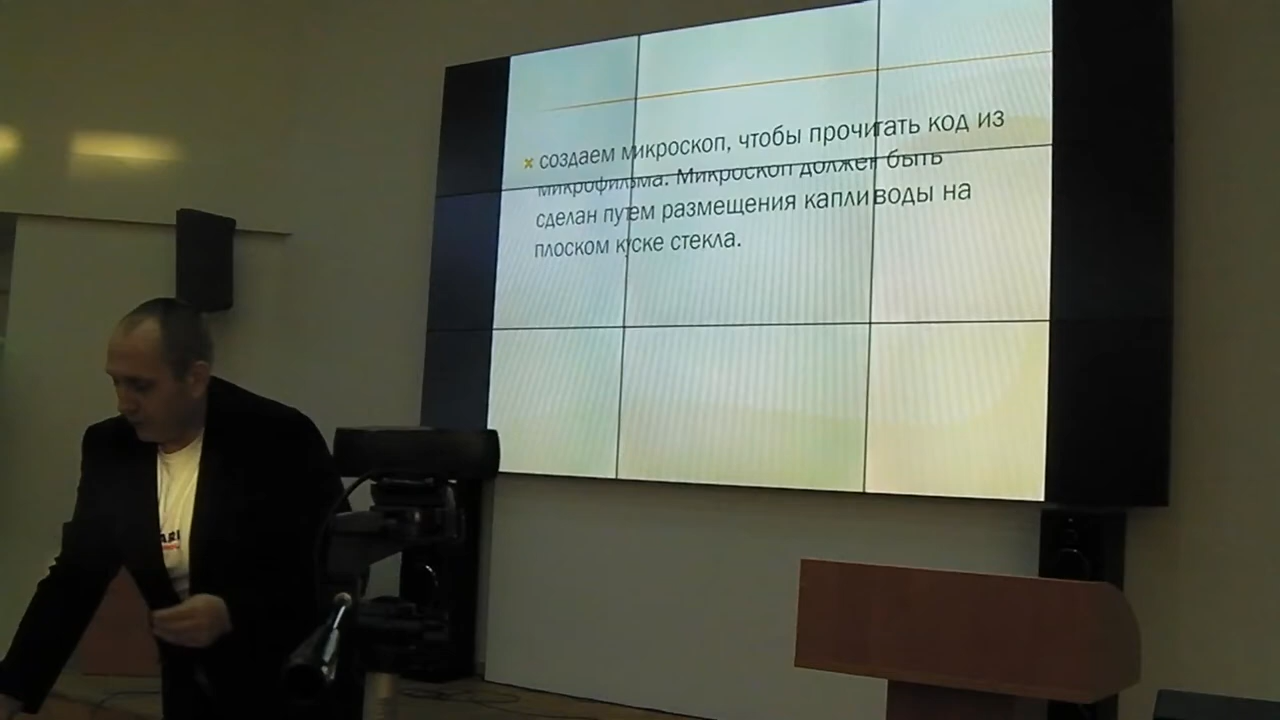 создаем микроскоп, чтобы прочитать код из
микрофильма. Микроскоп должен быть
сделан путем размещения капли воды на
плоском куске стекла.